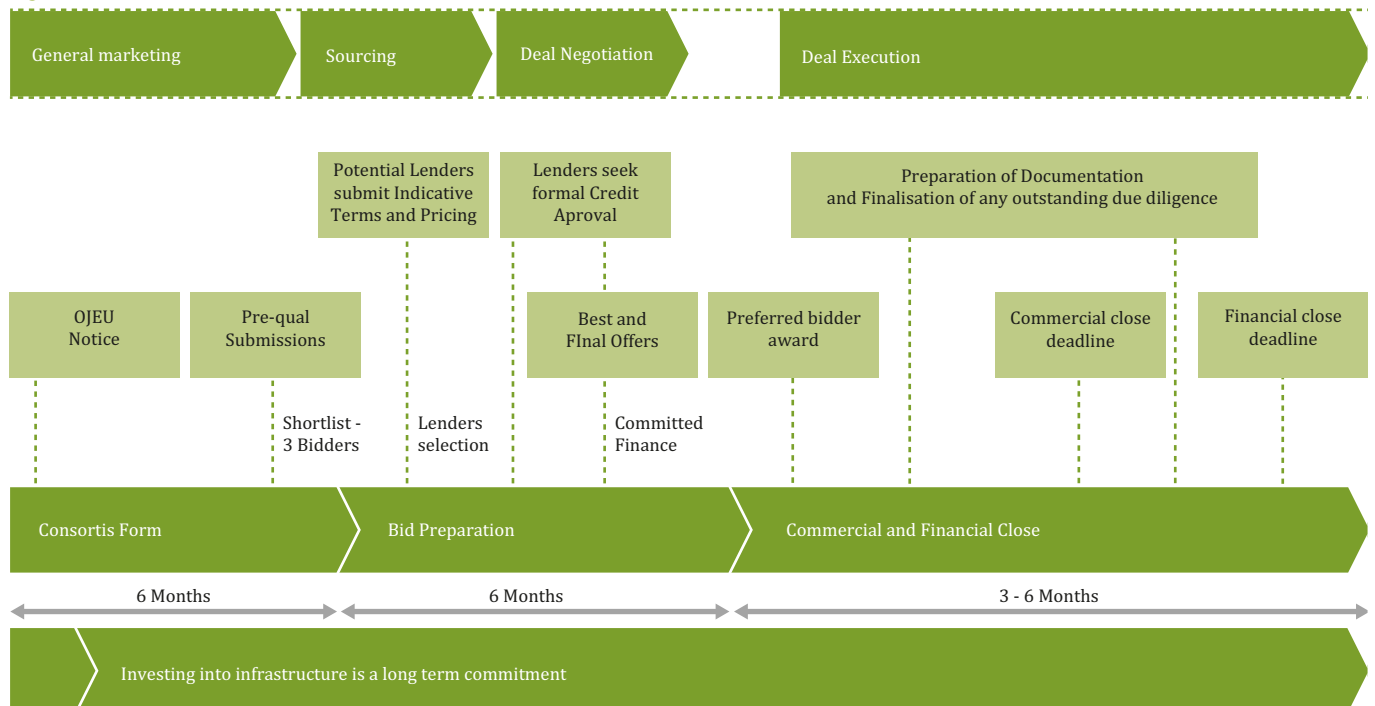 General marketing
Sourcing
Deal Negotiation
Deal Execution
Potential Lenders
submit Indicative
Terms and Pricing
Lenders seek
formal Credit
Aproval
Preparation of Documentation
and Finalisation of any outstanding due diligence
OJEU
Notice
Pre-qual
Submissions
Best and
FInal Offers
Preferred bidder
award
Commercial close
deadline
Financial close
deadline
Shortlist -
3 Bidders
Lenders
selection
Committed
Finance
Consortis Form
Bid Preparation
Commercial and Financial Close
6 Months
6 Months
3 - 6 Months
Investing into infrastructure is a long term commitment